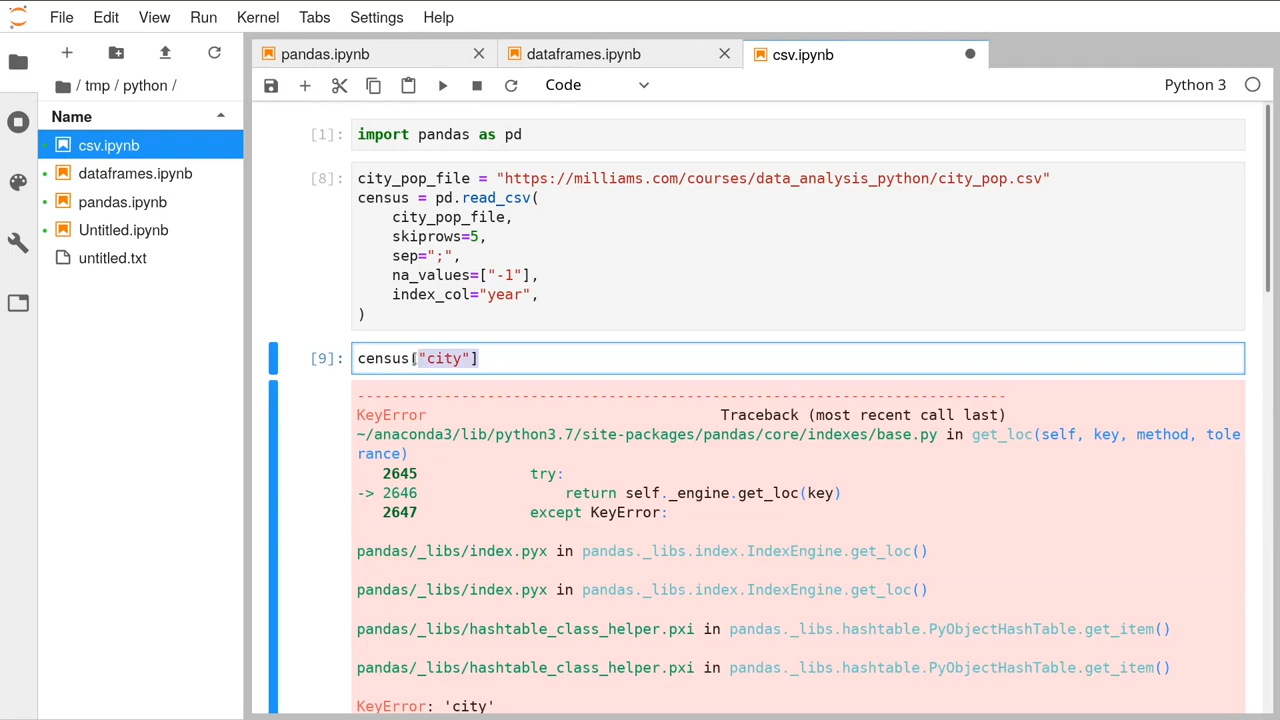 File Edit View Run Kernel Tabs Settings Help
pandas.ipynb
dataframes.ipynb
csv.ipynb
/ tmp / python /
Code
Python 3
Name
csv.ipynb
dataframes.ipynb
pandas.ipynb
Untitled.ipynb
untitled.txt
[1]: import pandas as pd
[8]: city_pop_file = "https://milliams.com/courses/data_analysis_python/city_pop.csv"
census = pd.read_csv(
    city_pop_file,
    skiprows=5,
    sep=";",
    na_values=["-1"],
    index_col="year",
)
[9]: census["city"]
---------------------------------------------------------------------------
KeyError                                  Traceback (most recent call last)
~/anaconda3/lib/python3.7/site-packages/pandas/core/indexes/base.py in get_loc(self, key, method, tole
rance)
   2645             try:
-> 2646                 return self._engine.get_loc(key)
   2647             except KeyError:
pandas/_libs/index.pyx in pandas._libs.index.IndexEngine.get_loc()
pandas/_libs/index.pyx in pandas._libs.index.IndexEngine.get_loc()
pandas/_libs/hashtable_class_helper.pxi in pandas._libs.hashtable.PyObjectHashTable.get_item()
pandas/_libs/hashtable_class_helper.pxi in pandas._libs.hashtable.PyObjectHashTable.get_item()
KeyError: 'city'